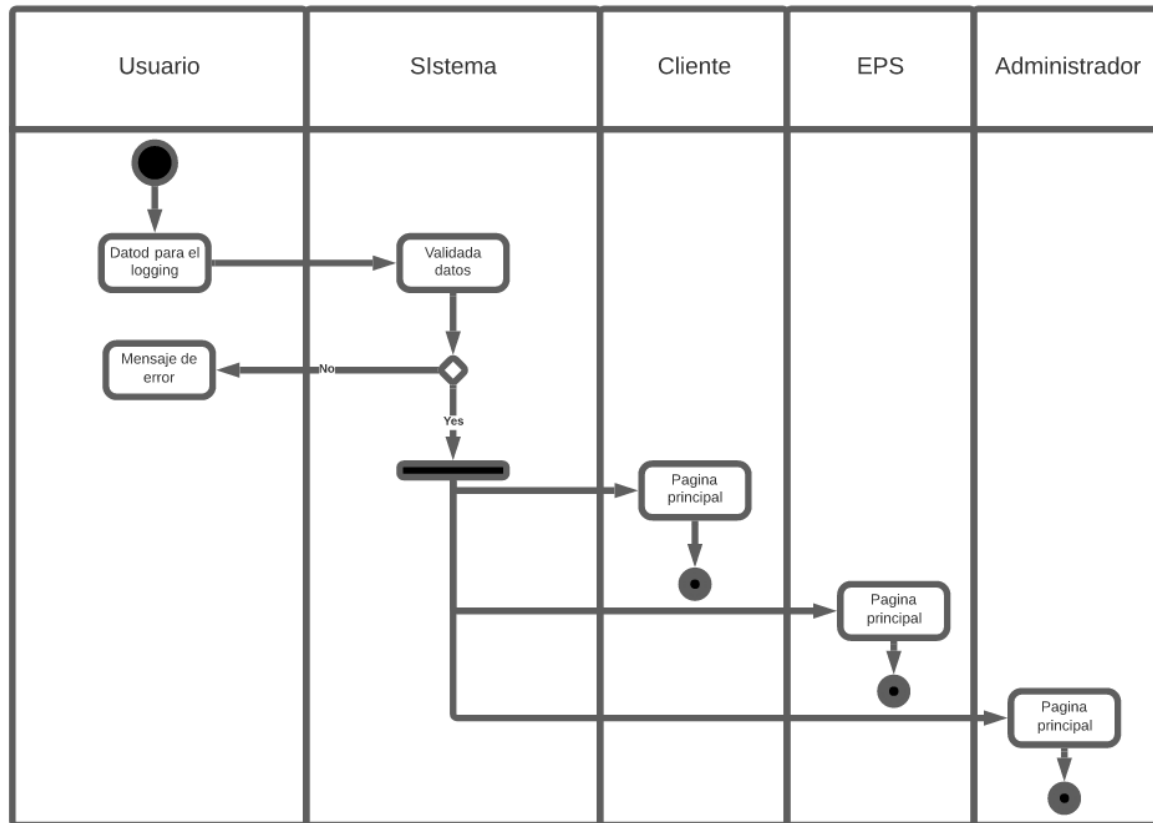 Usuario
SIstema
Cliente
EPS
Administrador
Datod para el
logging
Validada
datos
Mensaje de
error
No
Yes
Pagina
principal
Pagina
principal
Pagina
principal